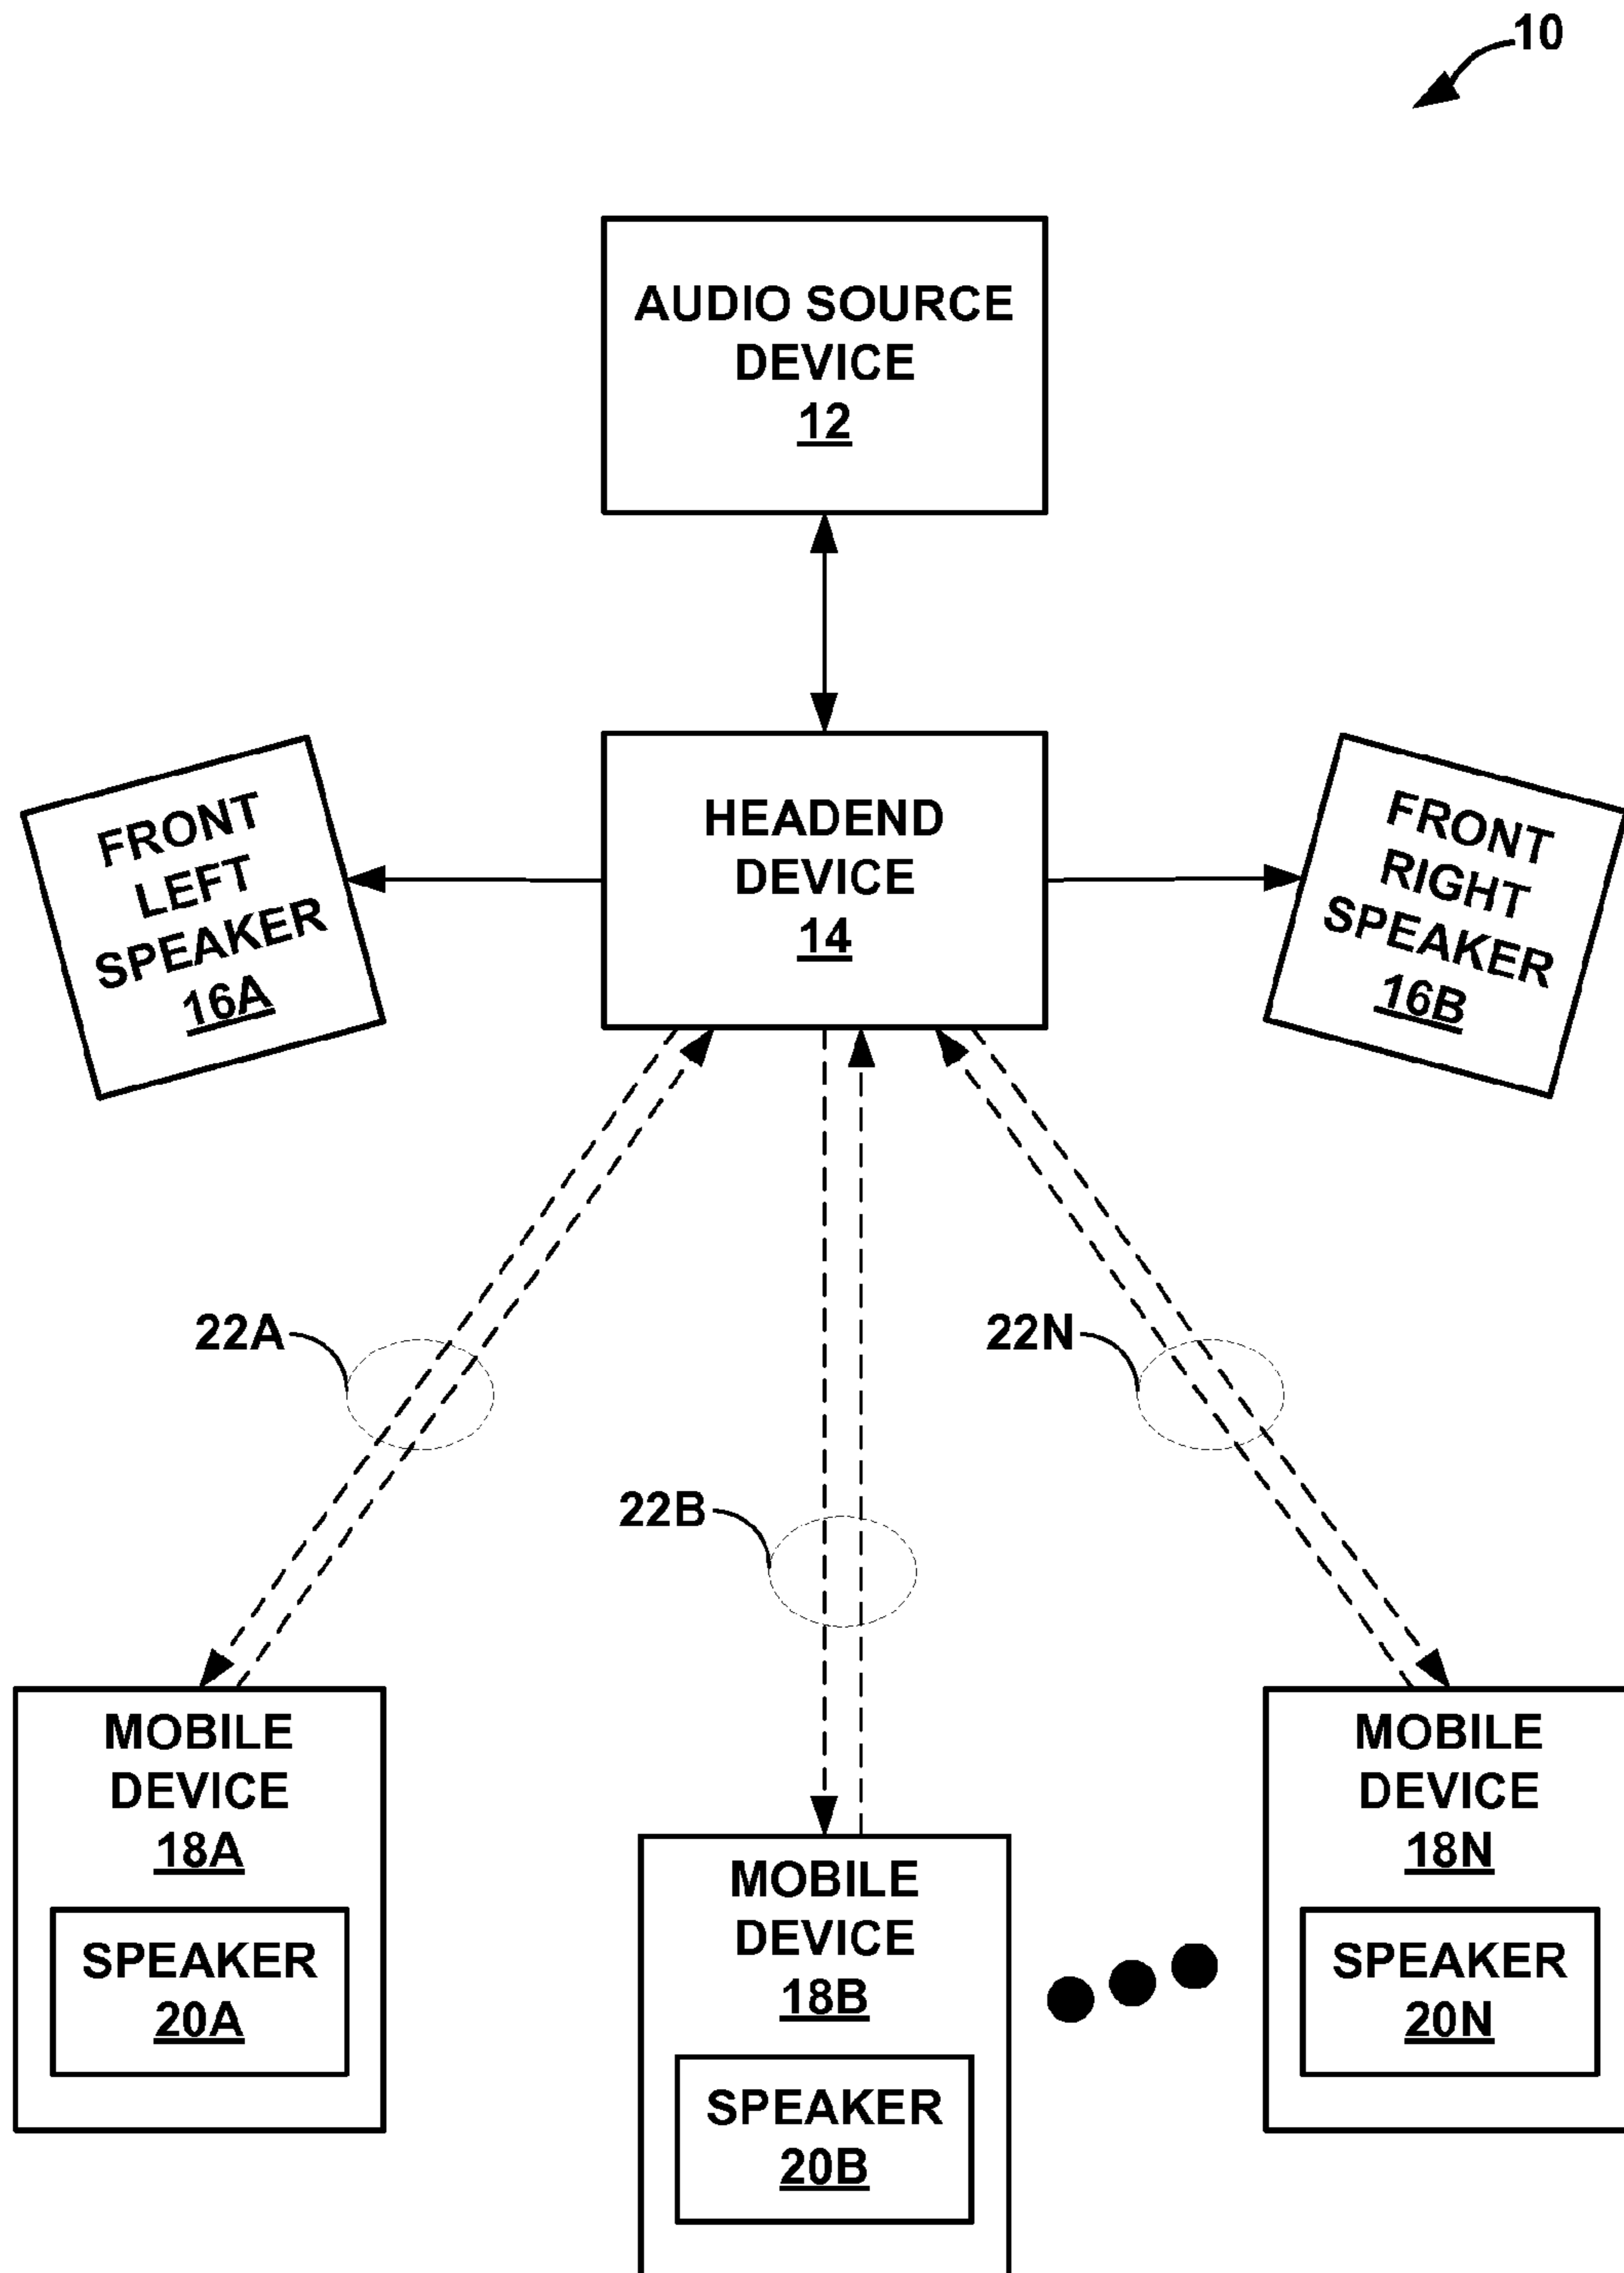 10
AUDIO SOURCE
DEVICE
12
FRONT
LEFT
SPEAKER
16A
HEADEND
DEVICE
14
FRONT
RIGHT
SPEAKER
16B
22A
22B
22N
MOBILE
DEVICE
18A
SPEAKER
20A
MOBILE
DEVICE
18B
SPEAKER
20B
MOBILE
DEVICE
18N
SPEAKER
20N